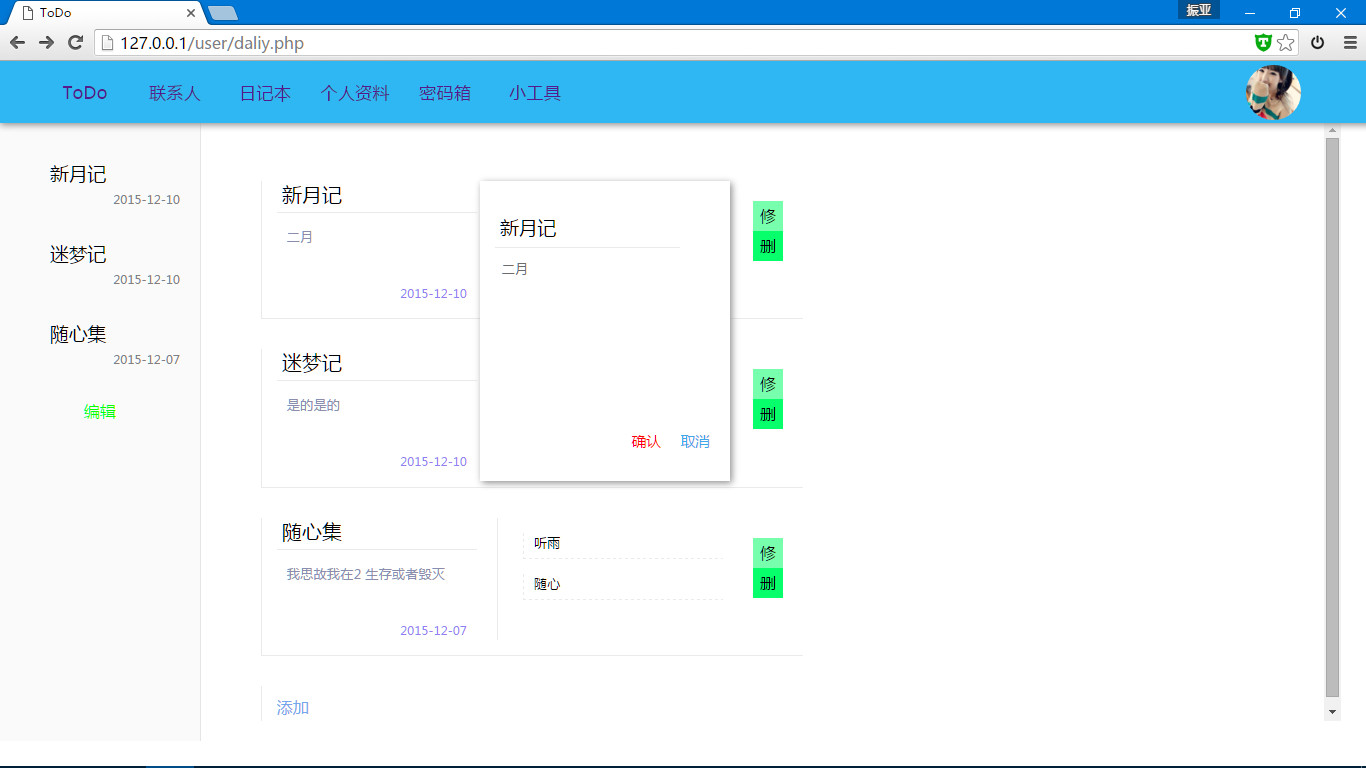 ToDo
振亚
127.0.0.1/user/daliy.php
ToDo 联系人 日记本 个人资料 密码箱 小工具
新月记
2015-12-10
迷梦记
2015-12-10
随心集
2015-12-07
编辑
新月记
二月
2015-12-10
新月记
二月
确认 取消
修
删
迷梦记
是的是的
2015-12-10
修
删
随心集
我思故我在2 生存或者毁灭
2015-12-07
听雨
随心
修
删
添加